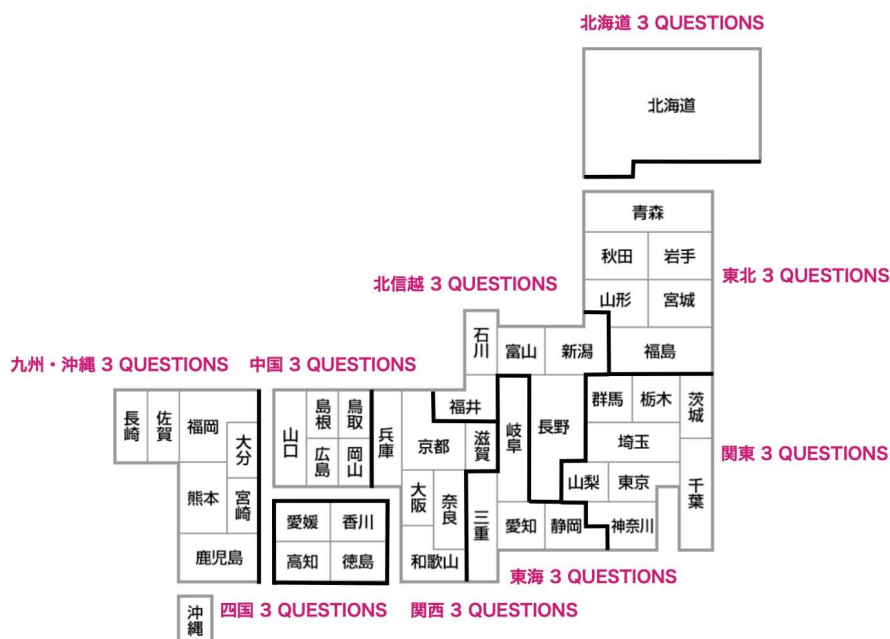 北海道 3 QUESTIONS
北海道
青森
秋田
岩手
東北 3 QUESTIONS
北信越 3 QUESTIONS
山形
宮城
石川
富山
新潟
福島
九州・沖縄 3 QUESTIONS
中国 3 QUESTIONS
長崎
佐賀
福岡
大分
熊本
宮崎
鹿児島
沖縄
山口
島根
鳥取
広島
岡山
兵庫
京都
福井
滋賀
岐阜
長野
群馬
栃木
茨城
埼玉
関東 3 QUESTIONS
山梨
東京
千葉
大阪
奈良
三重
愛知
静岡
神奈川
和歌山
愛媛
香川
高知
徳島
東海 3 QUESTIONS
四国 3 QUESTIONS
関西 3 QUESTIONS